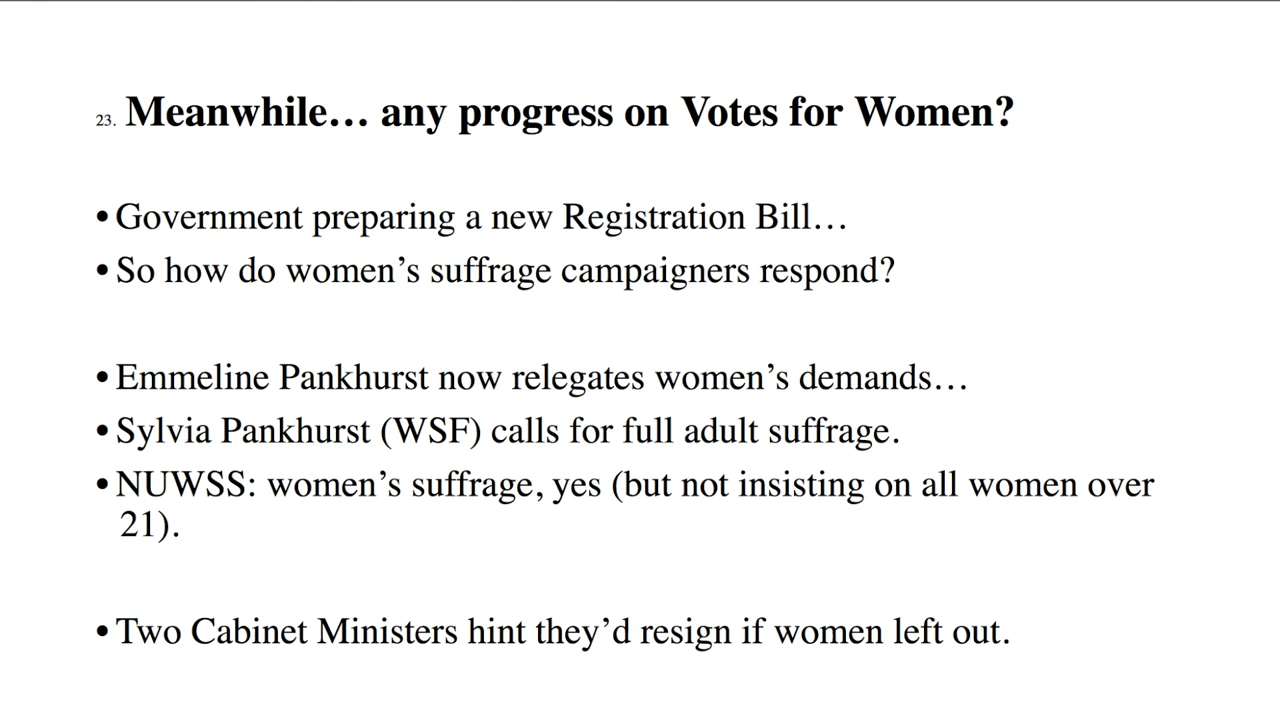 23. Meanwhile… any progress on Votes for Women?
• Government preparing a new Registration Bill…
• So how do women’s suffrage campaigners respond?
• Emmeline Pankhurst now relegates women’s demands…
• Sylvia Pankhurst (WSF) calls for full adult suffrage.
• NUWSS: women’s suffrage, yes (but not insisting on all women over
21).
• Two Cabinet Ministers hint they’d resign if women left out.